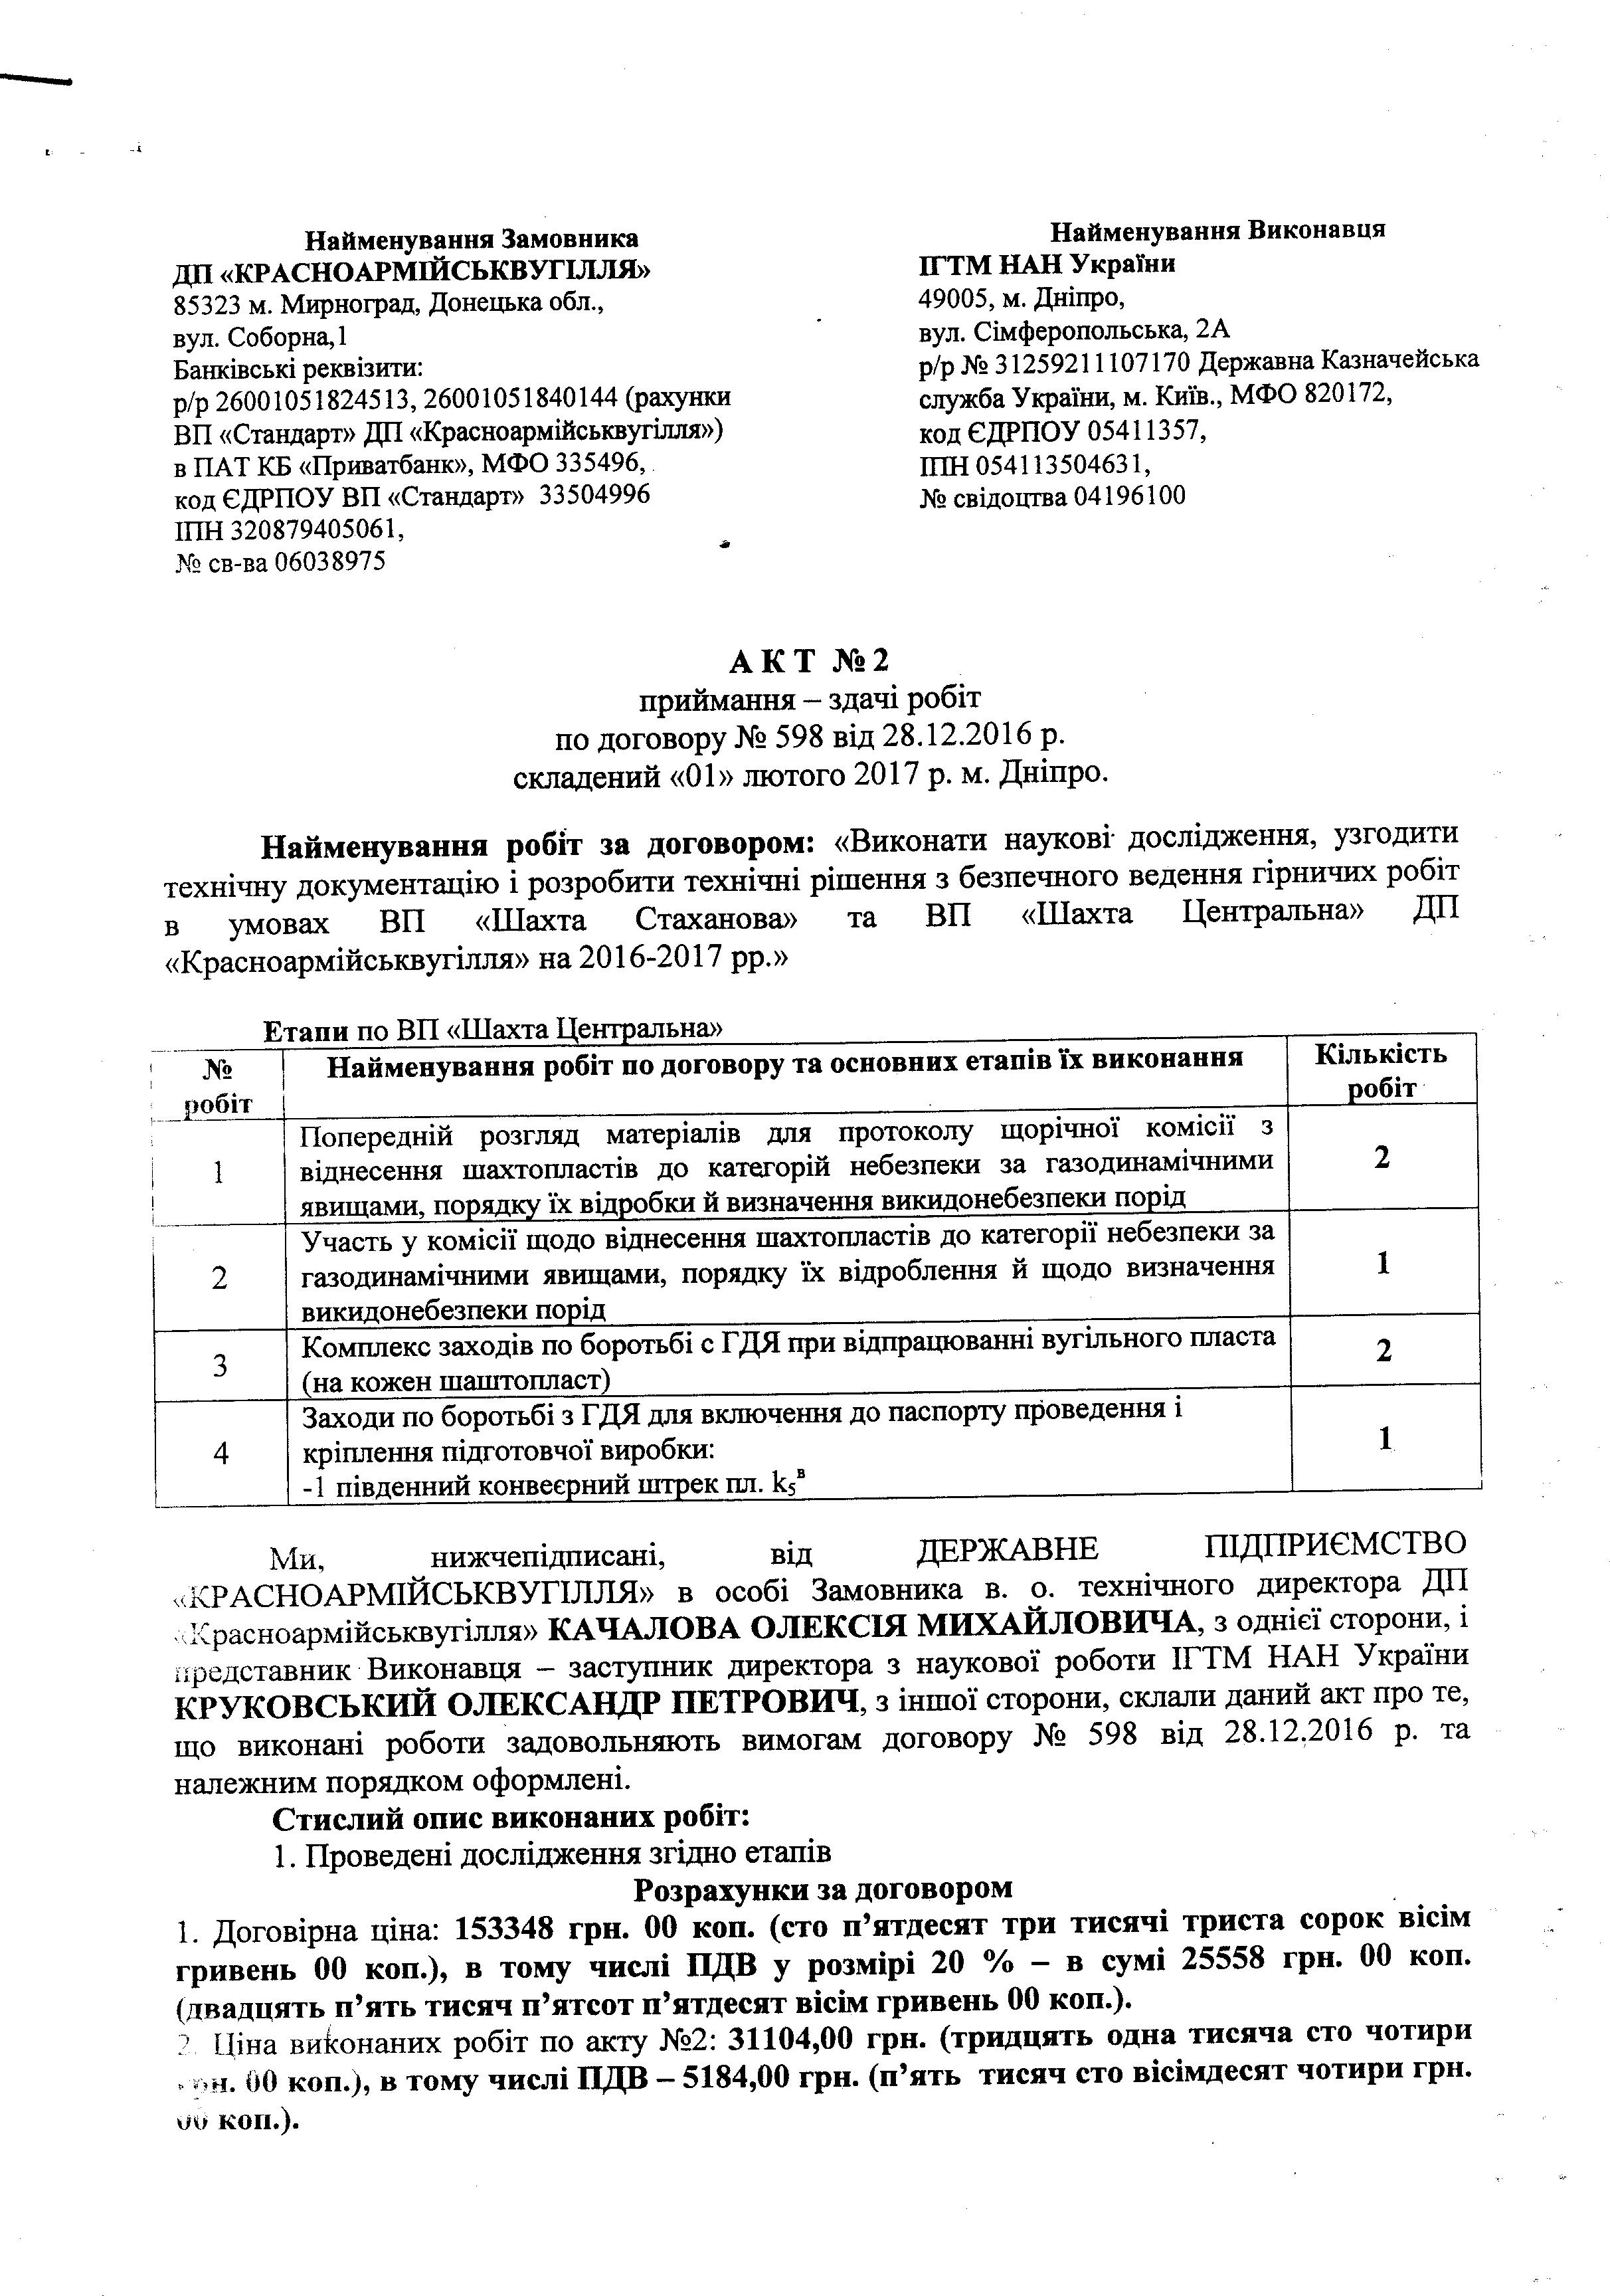 Найменування Замовника
ДП «КРАСНОАРМІЙСЬКВУГІЛЛЯ»
85323 м. Мирноград, Донецька обл.,
вул. Соборна,1
Банківські реквізити:
р/р 26001051824513, 26001051840144 (рахунки
ВП «Стандарт» ДП «Красноармійськвугілля»)
в ПАТ КБ «Приватбанк», МФО 335496,
код ЄДРПОУ ВП «Стандарт» 33504996
ІПН 320879405061,
№ св-ва 06038975
Найменування Виконавця
ІГТМ НАН України
49005, м. Дніпро,
вул. Сімферопольська, 2А
р/р № 31259211107170 Державна Казначейська
служба України, м. Київ., МФО 820172,
код ЄДРПОУ 05411357,
ІПН 054113504631,
№ свідоцтва 04196100
А К Т № 2
приймання – здачі робіт
по договору № 598 від 28.12.2016 р.
складений «01» лютого 2017 р. м. Дніпро.
Найменування робіт за договором: «Виконати наукові дослідження, узгодити
технічну документацію і розробити технічні рішення з безпечного ведення гірничих робіт
в умовах ВП «Шахта Стаханова» та ВП «Шахта Центральна» ДП
«Красноармійськвугілля» на 2016-2017 рр.»
Етапи по ВП «Шахта Центральна»
№ Найменування робіт по договору та основних етапів їх виконання Кількість
робіт робіт
Попередній розгляд матеріалів для протоколу щорічної комісії з
1 віднесення шахтопластів до категорій небезпеки за газодинамічними 2
явищами, порядку їх відробки й визначення викидонебезпеки порід
Участь у комісії щодо віднесення шахтопластів до категорії небезпеки за
2 газодинамічними явищами, порядку їх відроблення й щодо визначення 1
викидонебезпеки порід
3 Комплекс заходів по боротьбі с ГДЯ при відпрацюванні вугільного пласта 2
(на кожен шаштопласт)
Заходи по боротьбі з ГДЯ для включення до паспорту проведення і
4 кріплення підготовчої виробки: 1
-1 південний конвеєрний штрек пл. k₅ᵛ
Ми, нижчепідписані, від ДЕРЖАВНЕ ПІДПРИЄМСТВО
«КРАСНОАРМІЙСЬКВУГІЛЛЯ» в особі Замовника в. о. технічного директора ДП
«Красноармійськвугілля» КАЧАЛОВА ОЛЕКСІЯ МИХАЙЛОВИЧА, з однієї сторони, і
представник Виконавця – заступник директора з наукової роботи ІГТМ НАН України
КРУКОВСЬКИЙ ОЛЕКСАНДР ПЕТРОВИЧ, з іншої сторони, склали даний акт про те,
що виконані роботи задовольняють вимогам договору № 598 від 28.12.2016 р. та
належним порядком оформлені.
Стислий опис виконаних робіт:
1. Проведені дослідження згідно етапів
Розрахунки за договором
1. Договірна ціна: 153348 грн. 00 коп. (сто п’ятдесят три тисячі триста сорок вісім
гривень 00 коп.), в тому числі ПДВ у розмірі 20 % – в сумі 25558 грн. 00 коп.
(двадцять п’ять тисяч п’ятсот п’ятдесят вісім гривень 00 коп.).
2. Ціна виконаних робіт по акту №2: 31104,00 грн. (тридцять одна тисяча сто чотири
грн. 00 коп.), в тому числі ПДВ – 5184,00 грн. (п’ять тисяч сто вісімдесят чотири грн.
00 коп.).